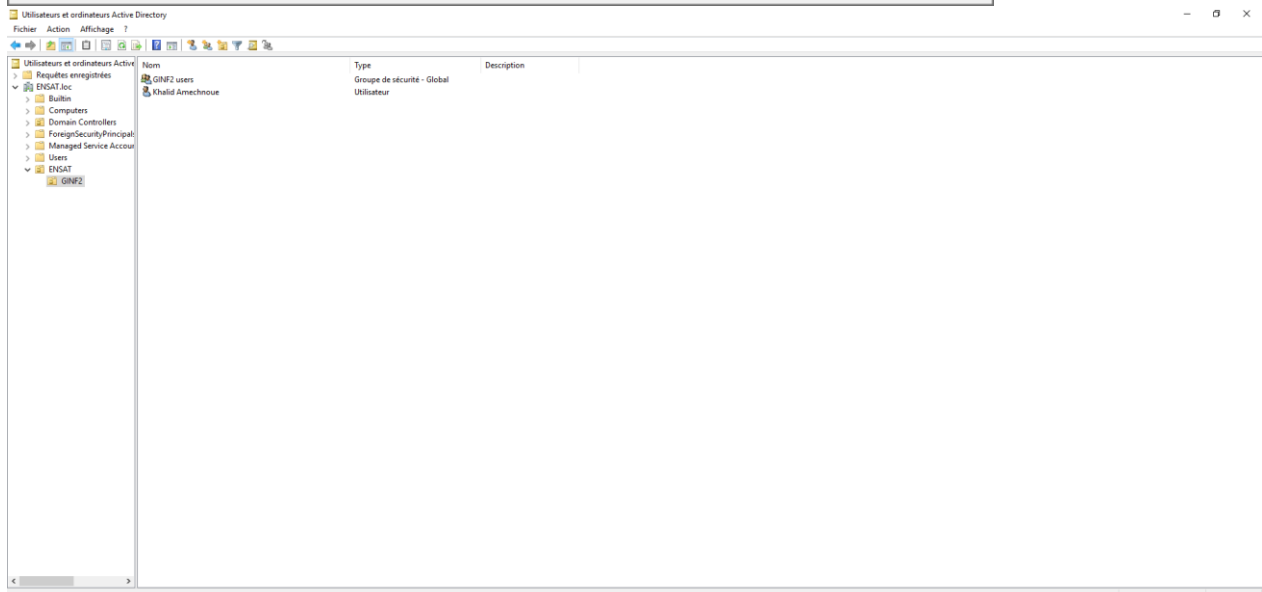 Utilisateurs et ordinateurs Active Directory
Fichier Action Affichage ?
Utilisateurs et ordinateurs Active
Requêtes enregistrées
ENSAT.loc
Builtin
Computers
Domain Controllers
ForeignSecurityPrincipals
Managed Service Accour
Users
ENSAT
GINF2
Nom Type Description
GINF2 users Groupe de sécurité - Global
Khalid Amechnoue Utilisateur